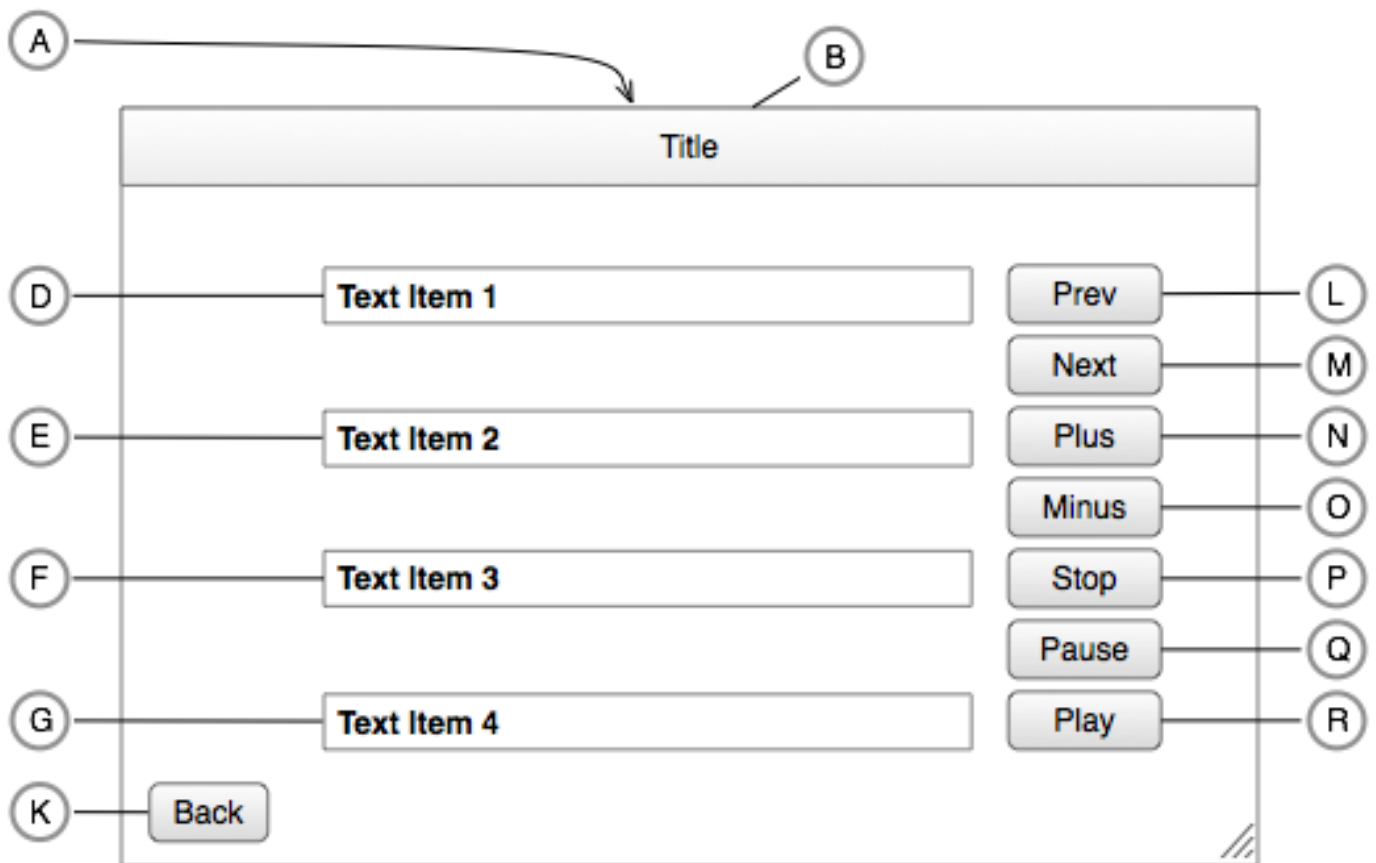 A
B
Title
D
Text Item 1
Prev
L
Next
M
E
Text Item 2
Plus
N
Minus
O
F
Text Item 3
Stop
P
Pause
Q
G
Text Item 4
Play
R
K
Back